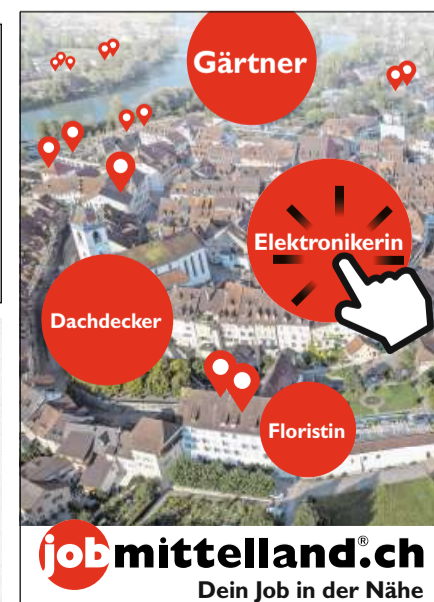 Gärtner
Elektronikerin
Dachdecker
Floristin
jobmittelland®.ch
Dein Job in der Nähe